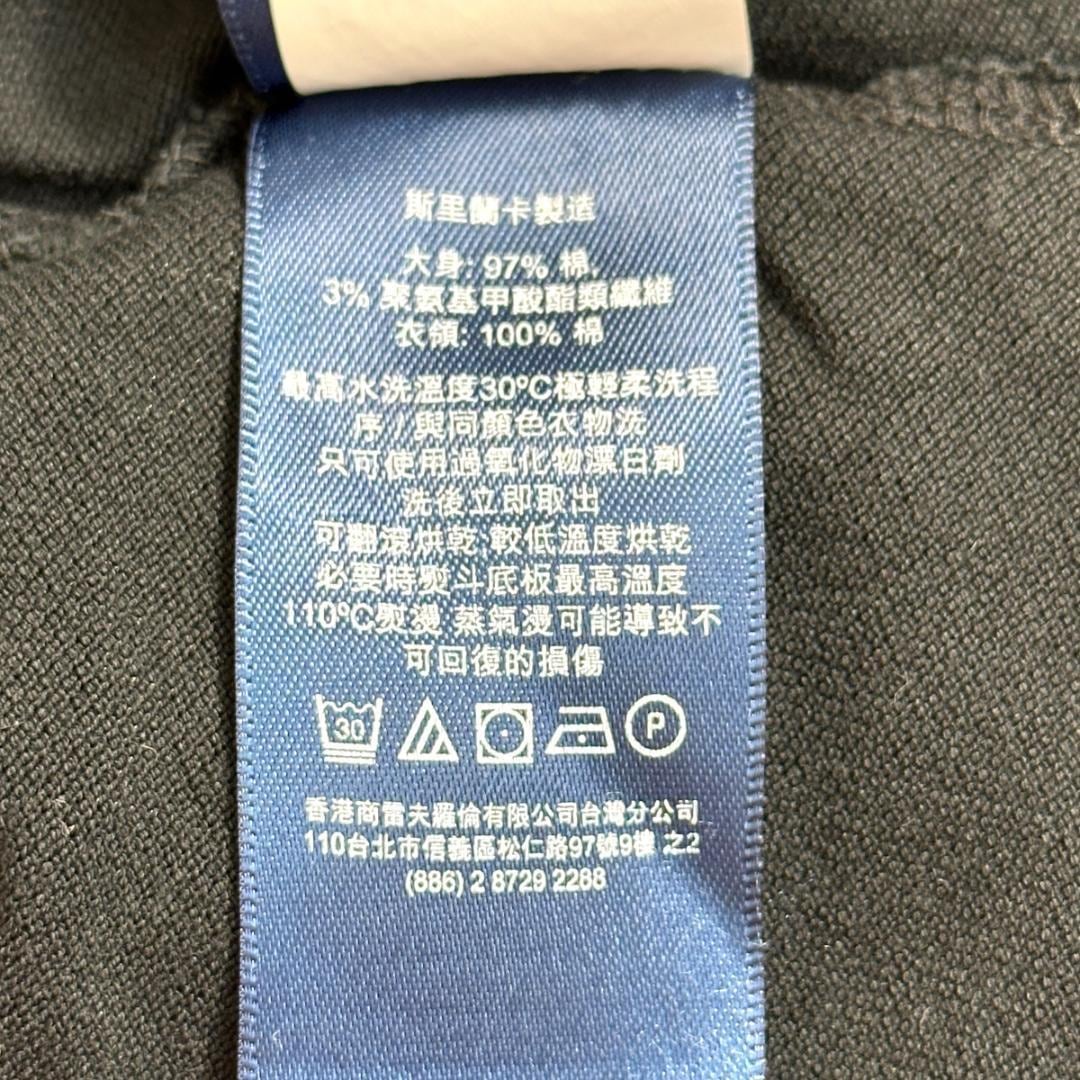 斯里蘭卡製造
大身: 97% 棉,
3% 聚氨基甲酸酯類纖維
衣領: 100% 棉
最高水洗溫度30ºC極輕柔洗程
序 / 與同顏色衣物洗
只可使用過氧化物漂白劑
洗後立即取出
可翻滾烘乾 較低溫度烘乾
必要時熨斗底板最高溫度
110ºC熨燙 蒸氣燙可能導致不
可回復的損傷
30 P
香港商雷夫羅倫有限公司台灣分公司
110台北市信義區松仁路97號9樓 之2
(886) 2 8729 2288